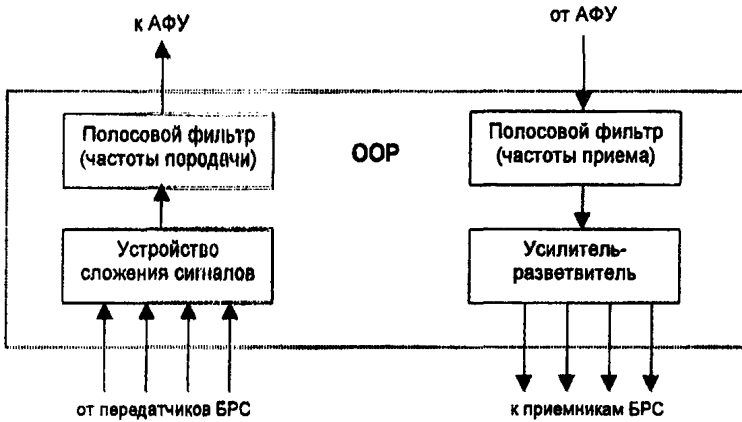 к АФУ
от АФУ
Полосовой фильтр
(частоты породачи)
ООР
Полосовой фильтр
(частоты приема)
Устройство
сложения сигналов
Усилитель-
разветвитель
от передатчиков БРС
к приемникам БРС